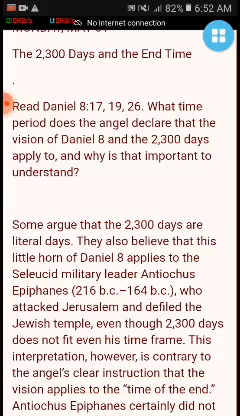 82% 6:52 AM
0:0KB/s U:0KB/s No Internet connection
The 2,300 Days and the End Time
.
Read Daniel 8:17, 19, 26. What time
period does the angel declare that the
vision of Daniel 8 and the 2,300 days
apply to, and why is that important to
understand?
Some argue that the 2,300 days are
literal days. They also believe that this
little horn of Daniel 8 applies to the
Seleucid military leader Antiochus
Epiphanes (216 b.c.–164 b.c.), who
attacked Jerusalem and defiled the
Jewish temple, even though 2,300 days
does not fit even his time frame. This
interpretation, however, is contrary to
the angel’s clear instruction that the
vision applies to the “time of the end.”
Antiochus Epiphanes certainly did not